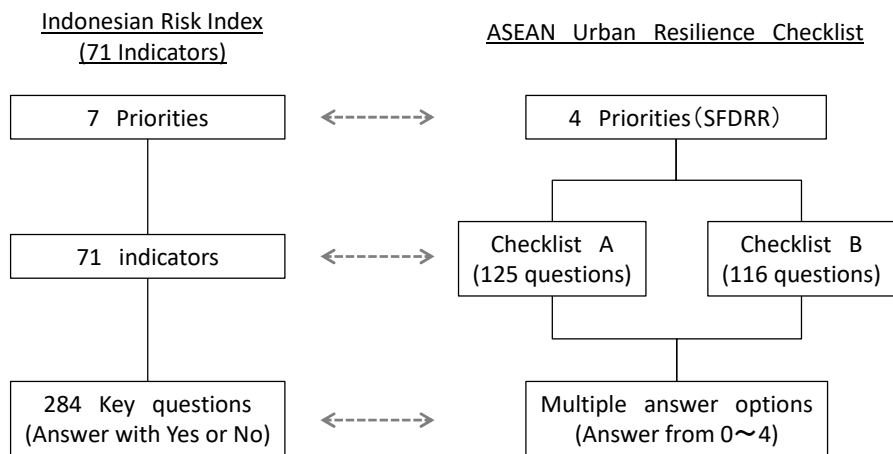 Indonesian Risk Index
(71 Indicators)
7 Priorities
71 indicators
284 Key questions
(Answer with Yes or No)
ASEAN Urban Resilience Checklist
4 Priorities（SFDRR）
Checklist A
(125 questions)
Checklist B
(116 questions)
Multiple answer options
(Answer from 0～4)